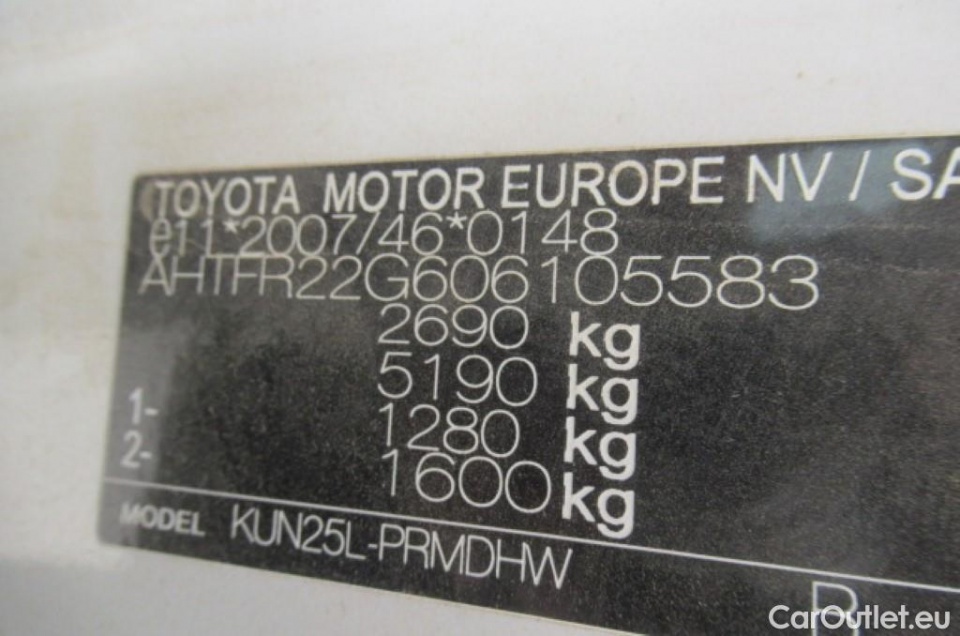 TOYOTA MOTOR EUROPE NV / SA
e11*2007/46*0148
AHTFR22G606105583
2690 kg
5190 kg
1- 1280 kg
2- 1600 kg
MODEL KUN25L-PRMDHW
CarOutlet.eu